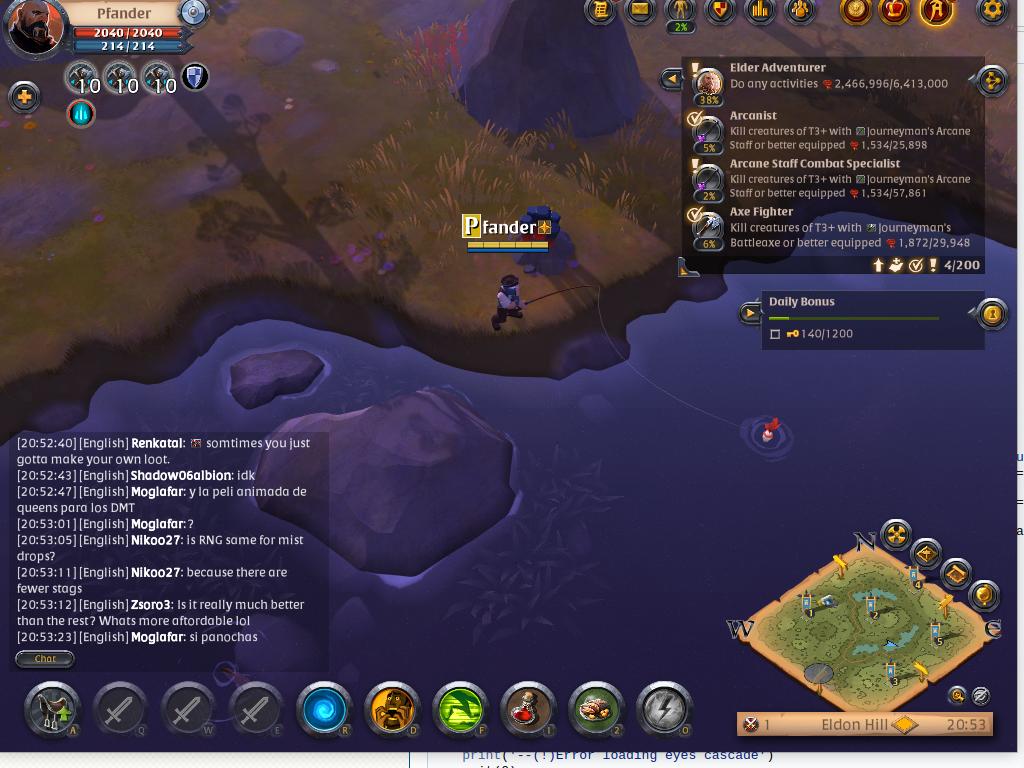 Pfander
2040/2040
214/214
10
10
10
2%
Elder Adventurer
Do any activities 2,466,996/6,413,000
38%
Arcanist
Kill creatures of T3+ with Journeyman's Arcane
Staff or better equipped 1,534/25,898
5%
Arcane Staff Combat Specialist
Kill creatures of T3+ with Journeyman's Arcane
Staff or better equipped 1,534/57,861
2%
Axe Fighter
Kill creatures of T3+ with Journeyman's
Battleaxe or better equipped 1,872/29,948
6%
4/200
Daily Bonus
140/1200
Pfander
[20:52:40] [English] Renkatal: somtimes you just
gotta make your own loot.
[20:52:43] [English] Shadow06albion: idk
[20:52:47] [English] Moglafar: y la peli animada de
queens para los DMT
[20:53:01] [English] Moglafar: ?
[20:53:05] [English] Nikoo27: is RNG same for mist
drops?
[20:53:11] [English] Nikoo27: because there are
fewer stags
[20:53:12] [English] Zsoro3: Is it really much better
than the rest? Whats more afortdable lol
[20:53:23] [English] Moglafar: si panochas
Chat
A
Q
W
E
R
D
F
1
2
O
N
W
E
1
2
3
4
5
1
Eldon Hill
20:53
print('--(!)Error loading eyes cascade')